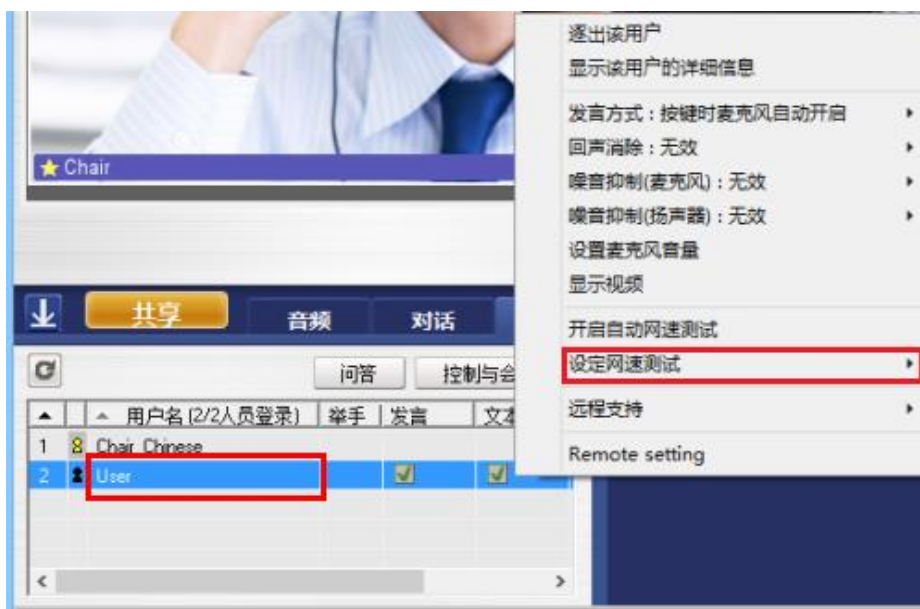 逐出该用户
显示该用户的详细信息
发言方式：按键时麦克风自动开启
回声消除：无效
噪音抑制(麦克风)：无效
噪音抑制(扬声器)：无效
设置麦克风音量
显示视频
开启自动网速测试
设定网速测试
远程支持
Remote setting
Chair
共享 音频 对话
问答 控制与会
用户名 (2/2人员登录) 举手 发言 文本
1 Chair_Chinese
2 User